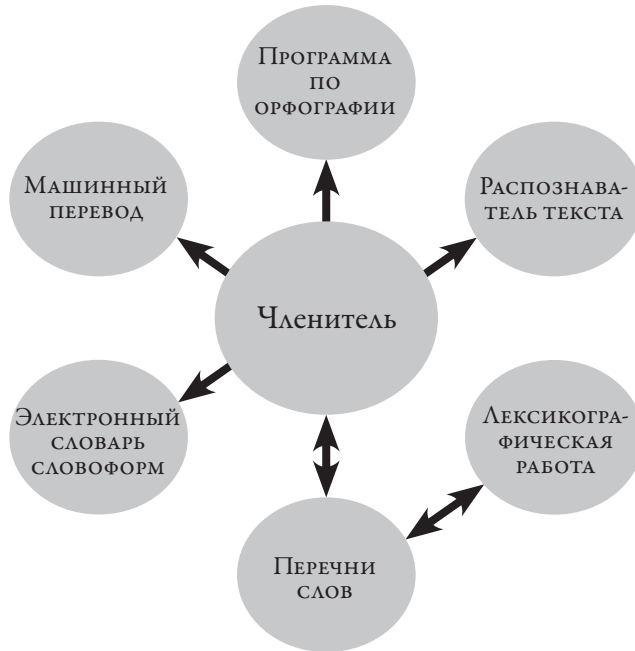 Программа
по
орфографии
Машинный
перевод
Распознава-
тель текста
Членитель
Электронный
словарь
словоформ
Лексикогра-
фическая
работа
Перечни
слов